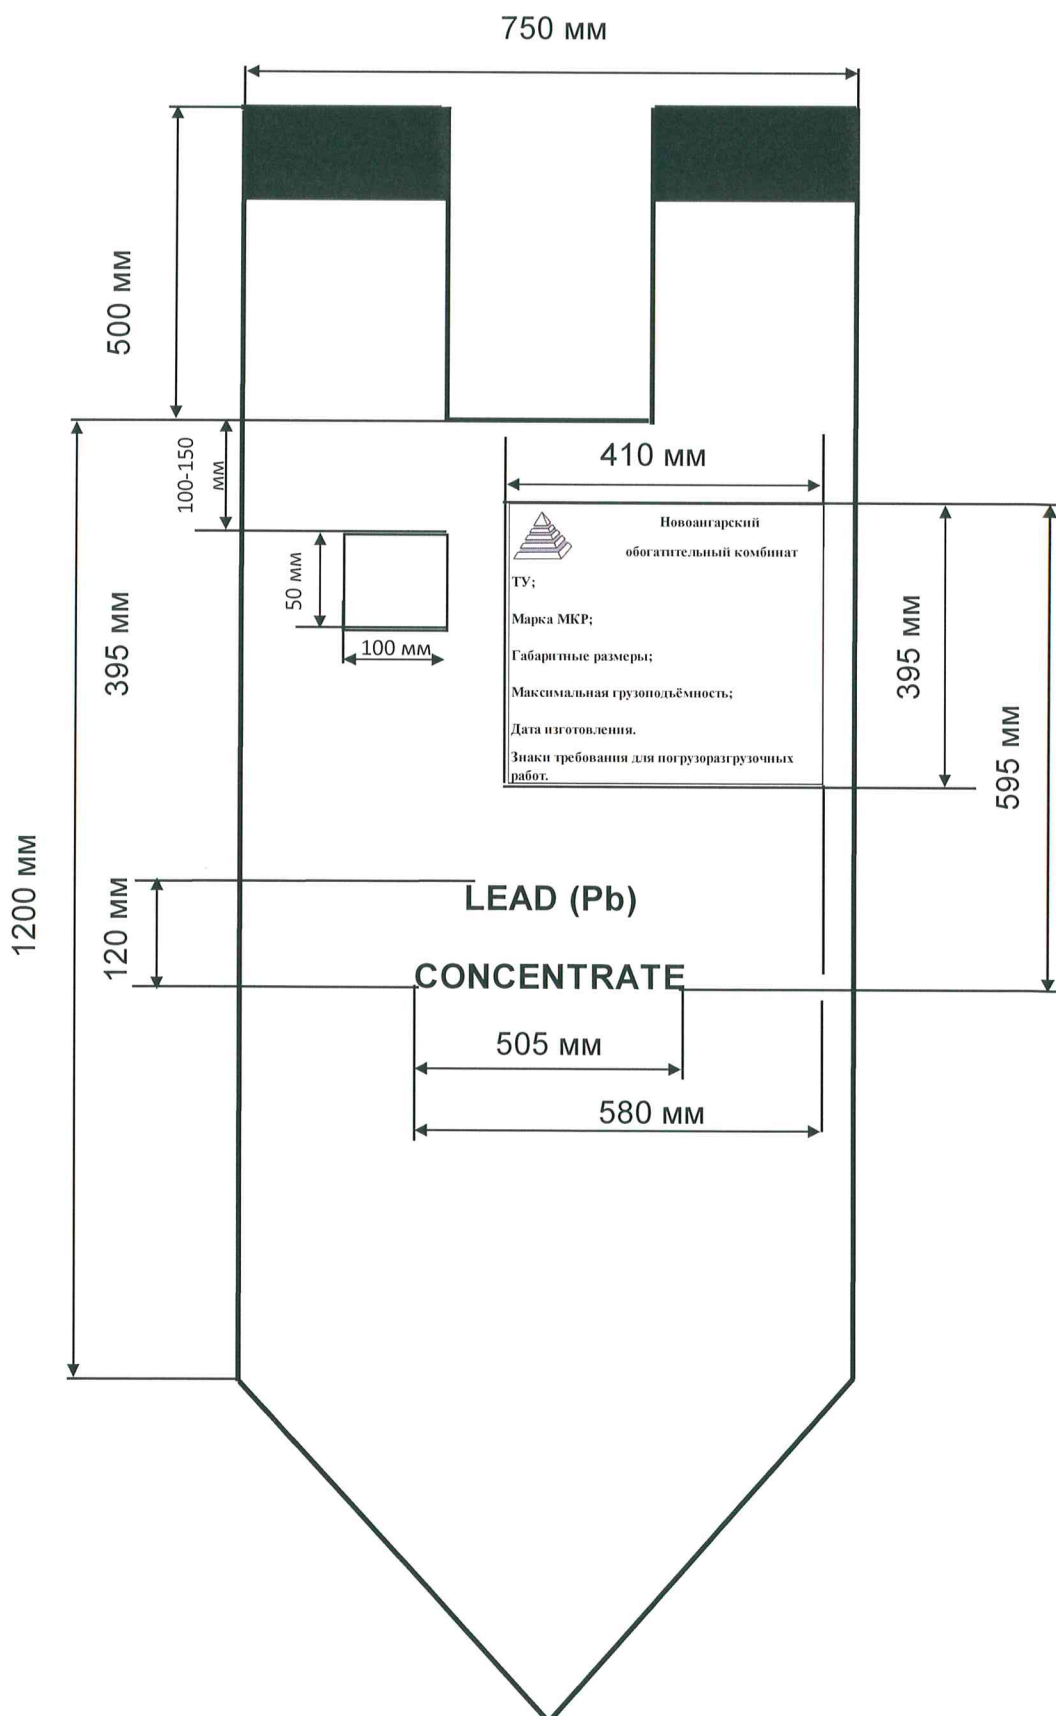 750 мм
500 мм
100-150
мм
410 мм
Новоангарский
обогатительный комбинат
ТУ;
Марка МКР;
Габаритные размеры;
Максимальная грузоподъёмность;
Дата изготовления.
Знаки требования для погрузоразгрузочных
работ.
50 мм
100 мм
395 мм
395 мм
595 мм
1200 мм
120 мм
LEAD (Pb)
CONCENTRATE
505 мм
580 мм